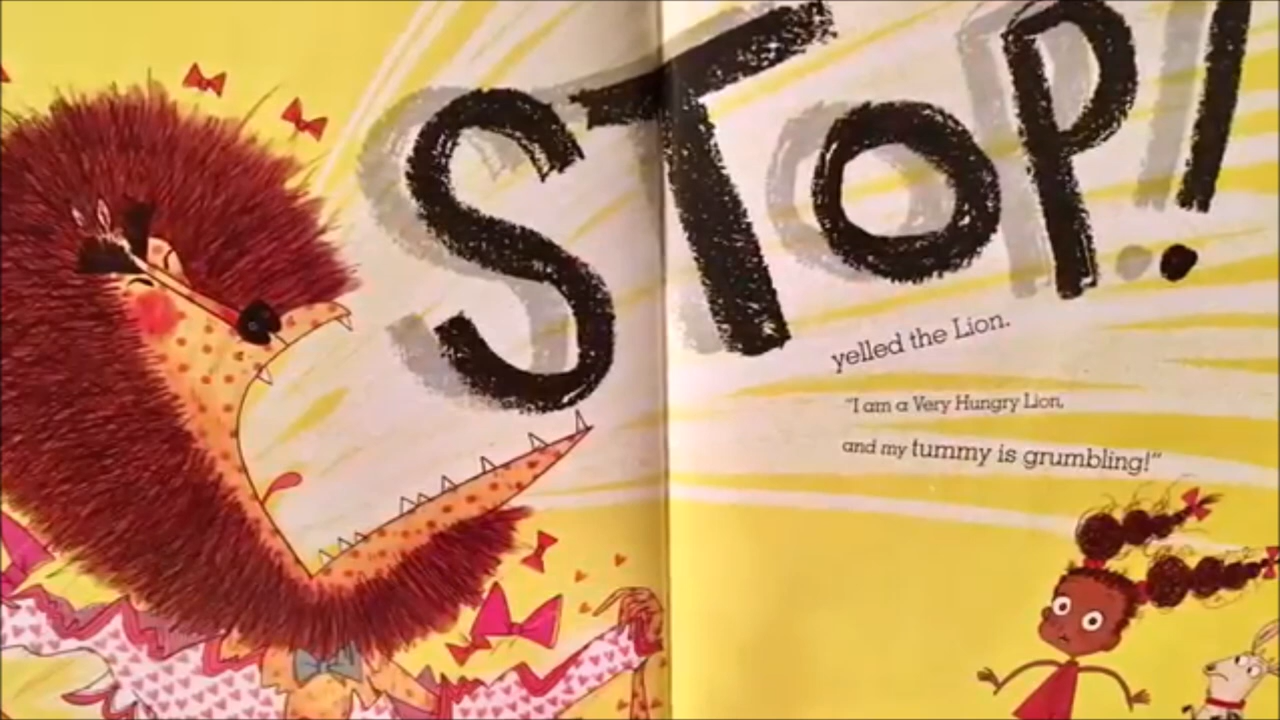 STOP!
yelled the Lion.
"I am a Very Hungry Lion,
and my tummy is grumbling!"